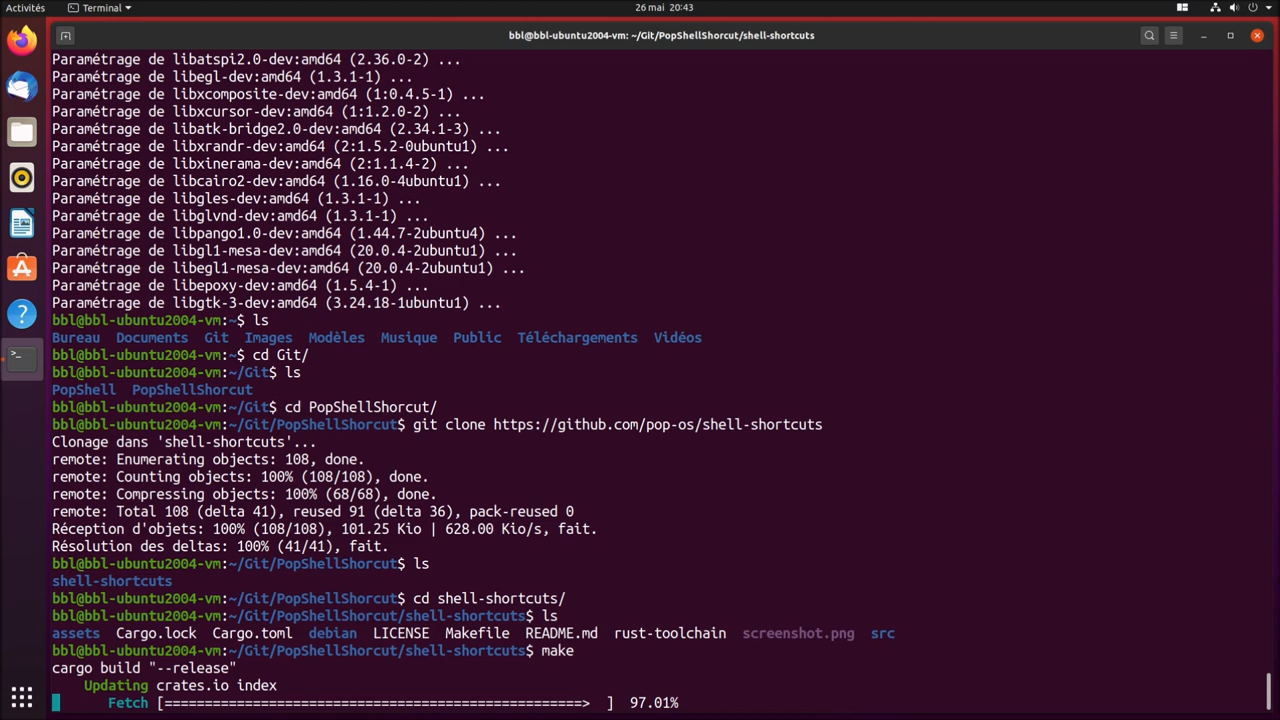 Activités
Terminal
26 mai 20:43
bbl@bbl-ubuntu2004-vm: ~/Git/PopShellShorcut/shell-shortcuts
Paramétrage de libatspi2.0-dev:amd64 (2.36.0-2) ...
Paramétrage de libegl-dev:amd64 (1.3.1-1) ...
Paramétrage de libxcomposite-dev:amd64 (1:0.4.5-1) ...
Paramétrage de libxcursor-dev:amd64 (1:1.2.0-2) ...
Paramétrage de libatk-bridge2.0-dev:amd64 (2.34.1-3) ...
Paramétrage de libxrandr-dev:amd64 (2:1.5.2-0ubuntu1) ...
Paramétrage de libxinerama-dev:amd64 (2:1.1.4-2) ...
Paramétrage de libcairo2-dev:amd64 (1.16.0-4ubuntu1) ...
Paramétrage de libgles-dev:amd64 (1.3.1-1) ...
Paramétrage de libglvnd-dev:amd64 (1.3.1-1) ...
Paramétrage de libpango1.0-dev:amd64 (1.44.7-2ubuntu4) ...
Paramétrage de libgl1-mesa-dev:amd64 (20.0.4-2ubuntu1) ...
Paramétrage de libegl1-mesa-dev:amd64 (20.0.4-2ubuntu1) ...
Paramétrage de libepoxy-dev:amd64 (1.5.4-1) ...
Paramétrage de libgtk-3-dev:amd64 (3.24.18-1ubuntu1) ...
bbl@bbl-ubuntu2004-vm:~$ ls
Bureau Documents Git Images Modèles Musique Public Téléchargements Vidéos
bbl@bbl-ubuntu2004-vm:~$ cd Git/
bbl@bbl-ubuntu2004-vm:~/Git$ ls
PopShell PopShellShorcut
bbl@bbl-ubuntu2004-vm:~/Git$ cd PopShellShorcut/
bbl@bbl-ubuntu2004-vm:~/Git/PopShellShorcut$ git clone https://github.com/pop-os/shell-shortcuts
Clonage dans 'shell-shortcuts'...
remote: Enumerating objects: 108, done.
remote: Counting objects: 100% (108/108), done.
remote: Compressing objects: 100% (68/68), done.
remote: Total 108 (delta 41), reused 91 (delta 36), pack-reused 0
Réception d'objets: 100% (108/108), 101.25 Kio | 628.00 Kio/s, fait.
Résolution des deltas: 100% (41/41), fait.
bbl@bbl-ubuntu2004-vm:~/Git/PopShellShorcut$ ls
shell-shortcuts
bbl@bbl-ubuntu2004-vm:~/Git/PopShellShorcut$ cd shell-shortcuts/
bbl@bbl-ubuntu2004-vm:~/Git/PopShellShorcut/shell-shortcuts$ ls
assets Cargo.lock Cargo.toml debian LICENSE Makefile README.md rust-toolchain screenshot.png src
bbl@bbl-ubuntu2004-vm:~/Git/PopShellShorcut/shell-shortcuts$ make
cargo build "--release"
Updating crates.io index
Fetch [====================================================> ] 97.01%